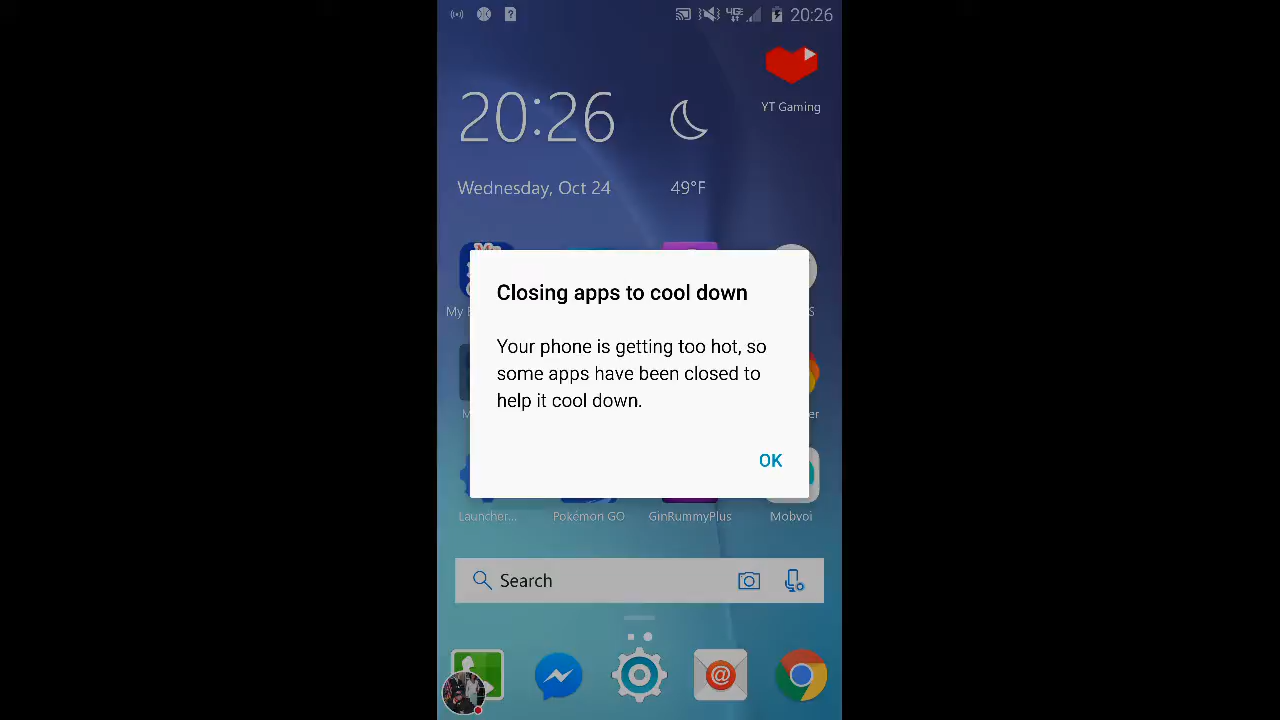 20:26
20:26
YT Gaming
Wednesday, Oct 24
49°F
My
Closing apps to cool down
Your phone is getting too hot, so
some apps have been closed to
help it cool down.
OK
Launcher...
Pokémon GO
GinRummyPlus
Mobvoi
Search